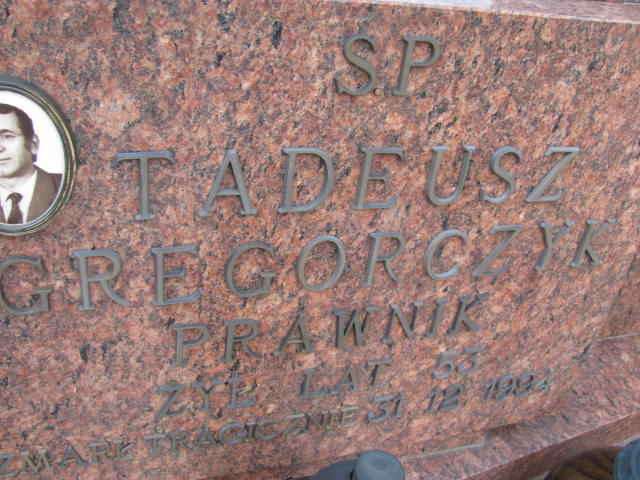 S.P
TADEUSZ
GREGORCZYK
PRAWNIK
ŻYŁ LAT 53
ZMARŁ TRAGICZNIE 31 12 1994